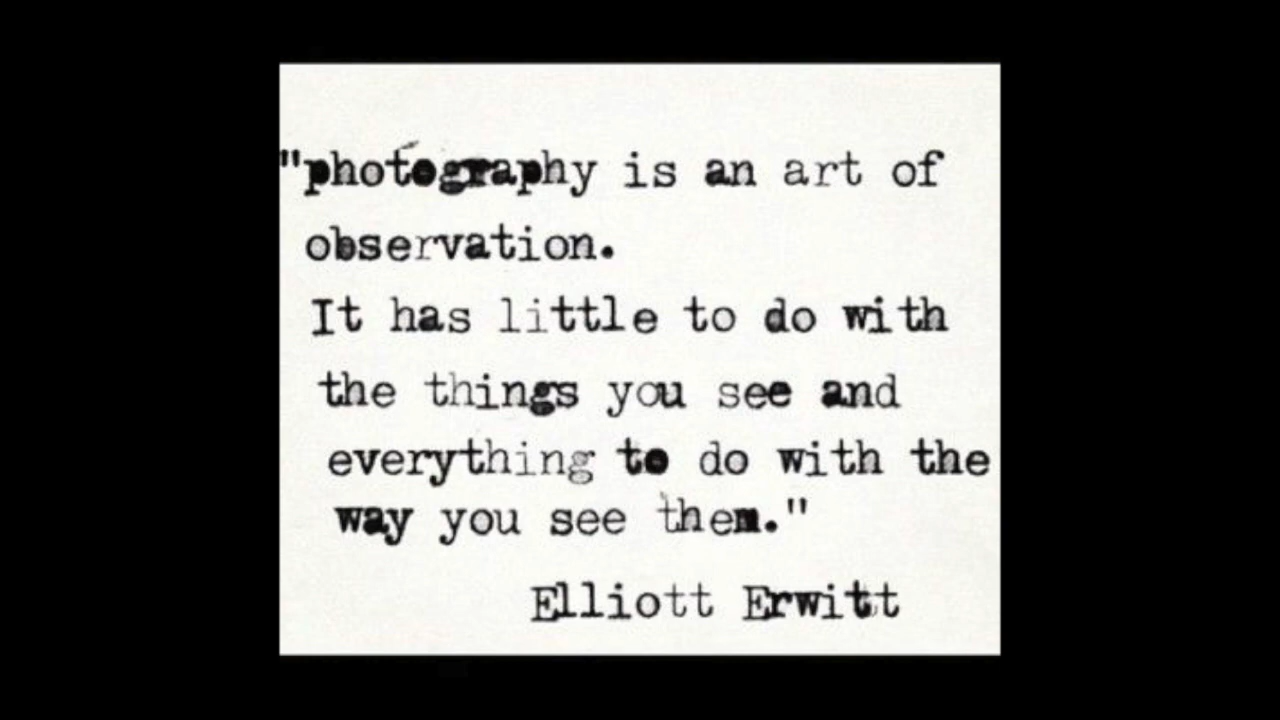 "photography is an art of
observation.
It has little to do with
the things you see and
everything to do with the
way you see them."
Elliott Erwitt